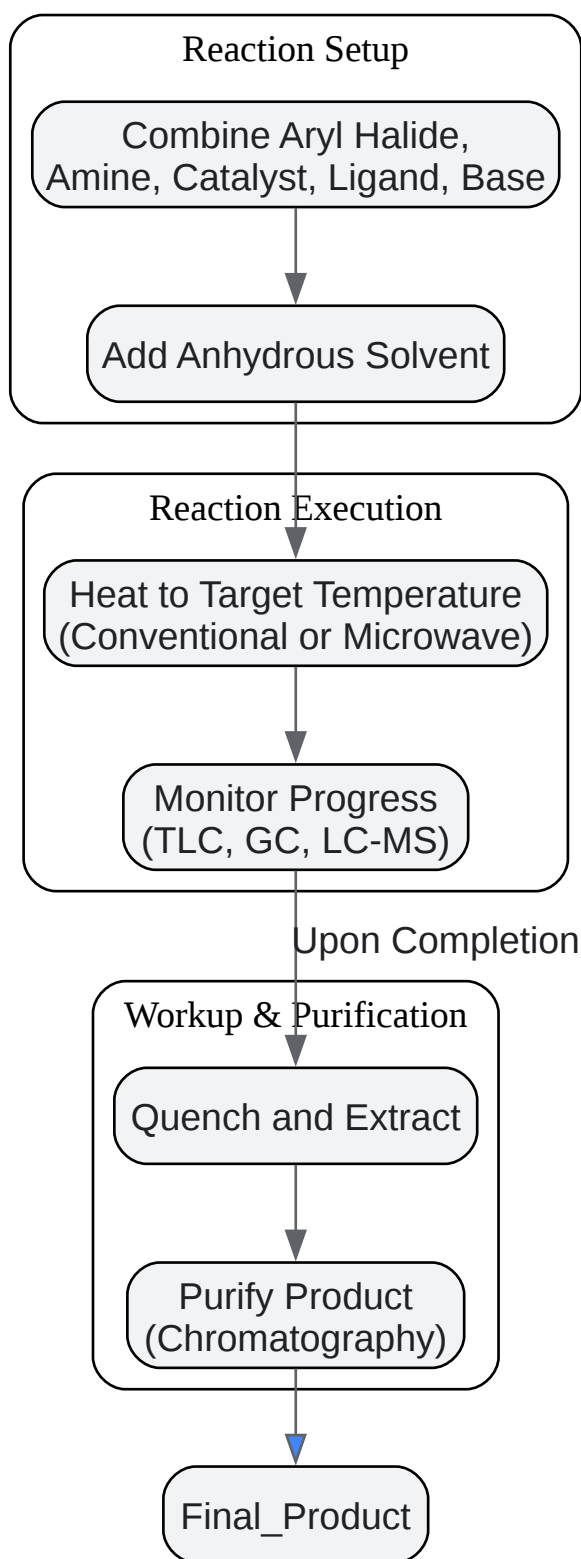 Reaction Setup
Combine Aryl Halide,
Amine, Catalyst, Ligand, Base
Add Anhydrous Solvent
Reaction Execution
Heat to Target Temperature
(Conventional or Microwave)
Monitor Progress
(TLC, GC, LC-MS)
Upon Completion
Workup & Purification
Quench and Extract
Purify Product
(Chromatography)
Final_Product